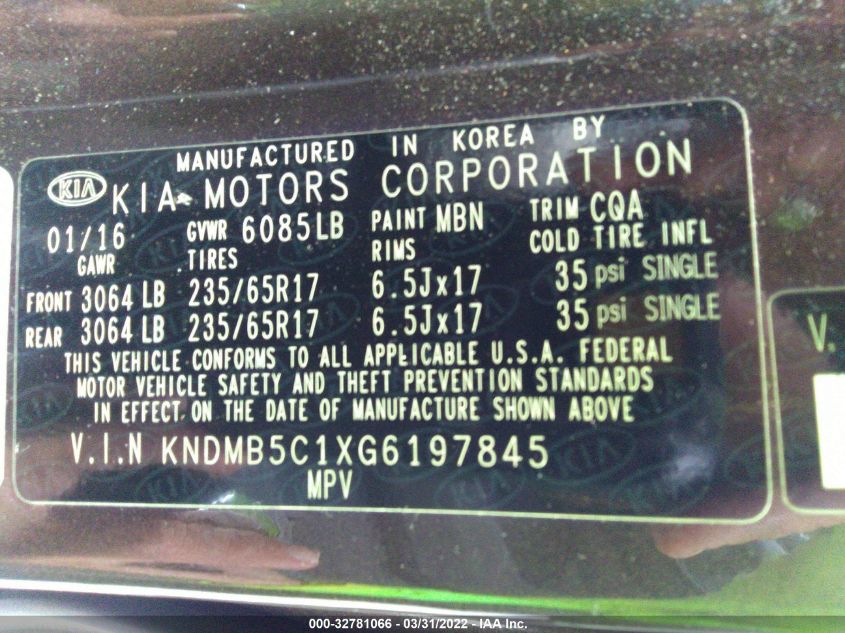 MANUFACTURED IN KOREA BY
KIA KIA MOTORS CORPORATION
01/16 GVWR 6085LB PAINT MBN TRIM CQA
GAWR TIRES RIMS COLD TIRE INFL
FRONT 3064 LB 235/65R17 6.5Jx17 35 psi SINGLE
REAR 3064 LB 235/65R17 6.5Jx17 35 psi SINGLE
THIS VEHICLE CONFORMS TO ALL APPLICABLE U.S.A. FEDERAL
MOTOR VEHICLE SAFETY AND THEFT PREVENTION STANDARDS
IN EFFECT ON THE DATE OF MANUFACTURE SHOWN ABOVE
V.I.N KNDMB5C1XG6197845
MPV
V.
000-32781066 - 03/31/2022 - IAA Inc.